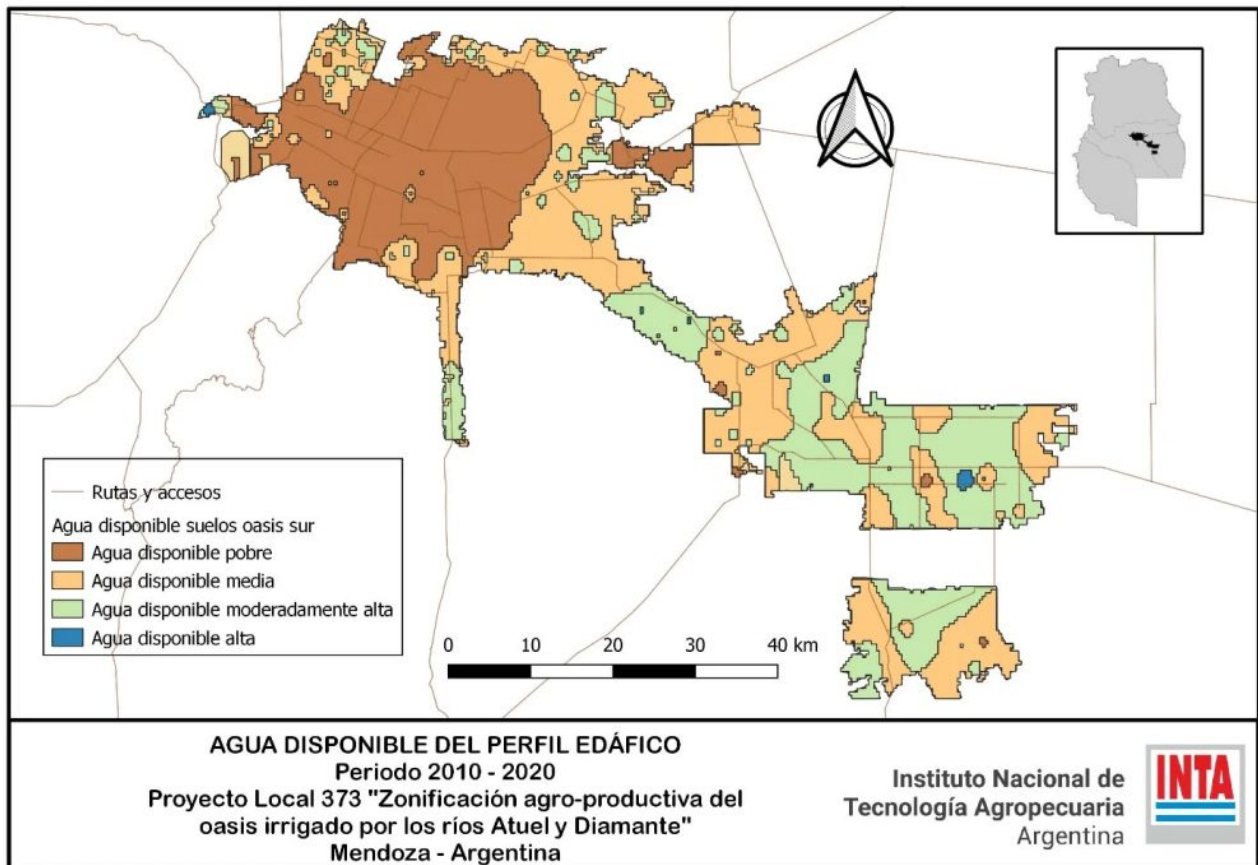 Rutas y accesos
Agua disponible suelos oasis sur
Agua disponible pobre
Agua disponible media
Agua disponible moderadamente alta
Agua disponible alta
0 10 20 30 40 km
AGUA DISPONIBLE DEL PERFIL EDÁFICO
Periodo 2010 - 2020
Proyecto Local 373 "Zonificación agro-productiva del
oasis irrigado por los ríos Atuel y Diamante"
Mendoza - Argentina
Instituto Nacional de
Tecnología Agropecuaria
Argentina
INTA